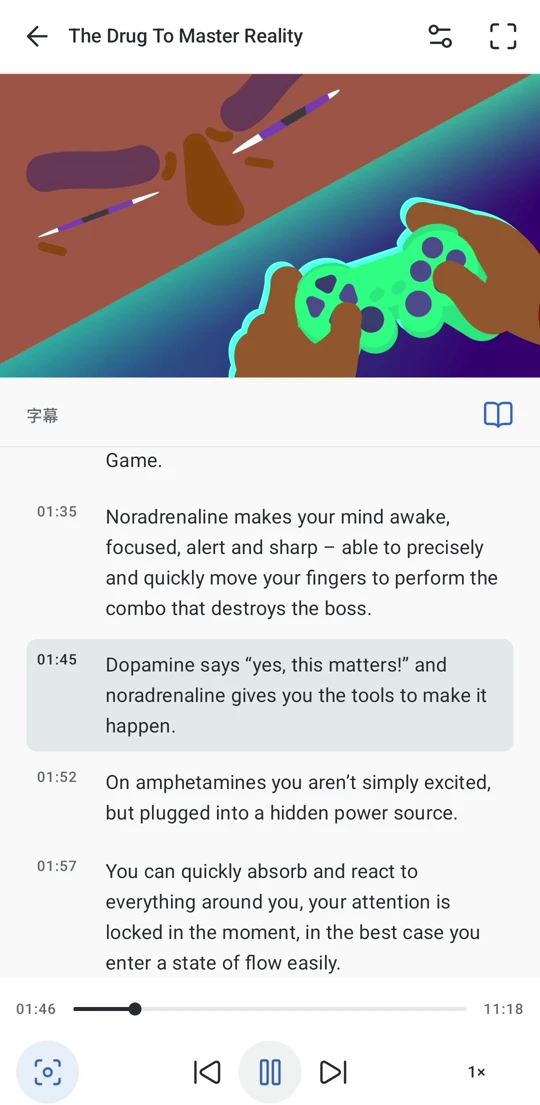 The Drug To Master Reality
字幕
Game.
01:35
Noradrenaline makes your mind awake,
focused, alert and sharp – able to precisely
and quickly move your fingers to perform the
combo that destroys the boss.
01:45
Dopamine says “yes, this matters!” and
noradrenaline gives you the tools to make it
happen.
01:52
On amphetamines you aren’t simply excited,
but plugged into a hidden power source.
01:57
You can quickly absorb and react to
everything around you, your attention is
locked in the moment, in the best case you
enter a state of flow easily.
01:46
11:18
1×